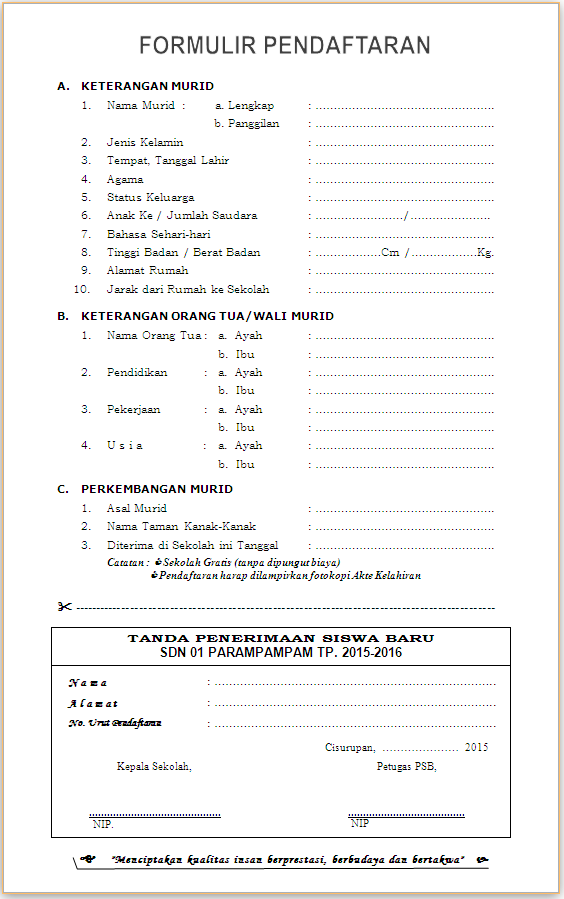 FORMULIR PENDAFTARAN
A. KETERANGAN MURID
1. Nama Murid : a. Lengkap : ..................................................
b. Panggilan : ..................................................
2. Jenis Kelamin : ..................................................
3. Tempat, Tanggal Lahir : ..................................................
4. Agama : ..................................................
5. Status Keluarga : ..................................................
6. Anak Ke / Jumlah Saudara : ........................./......................
7. Bahasa Sehari-hari : ..................................................
8. Tinggi Badan / Berat Badan : ..................Cm /..................Kg.
9. Alamat Rumah : ..................................................
10. Jarak dari Rumah ke Sekolah : ..................................................
B. KETERANGAN ORANG TUA/WALI MURID
1. Nama Orang Tua : a. Ayah : ..................................................
b. Ibu : ..................................................
2. Pendidikan : a. Ayah : ..................................................
b. Ibu : ..................................................
3. Pekerjaan : a. Ayah : ..................................................
b. Ibu : ..................................................
4. U s i a : a. Ayah : ..................................................
b. Ibu : ..................................................
C. PERKEMBANGAN MURID
1. Asal Murid : ..................................................
2. Nama Taman Kanak-Kanak : ..................................................
3. Diterima di Sekolah ini Tanggal : ..................................................
Catatan : Sekolah Gratis (tanpa dipungut biaya)
Pendaftaran harap dilampirkan fotokopi Akte Kelahiran
TANDA PENERIMAAN SISWA BARU
SDN 01 PARAMPAMPAM TP. 2015-2016
N a m a : ..................................................
A l a m a t : ..................................................
No. Urut Pendaftaran : ..................................................
Cisurupan, ...................... 2015
Kepala Sekolah, Petugas PSB,
NIP. NIP
"Menciptakan kualitas insan berprestasi, berbudaya dan bertakwa"